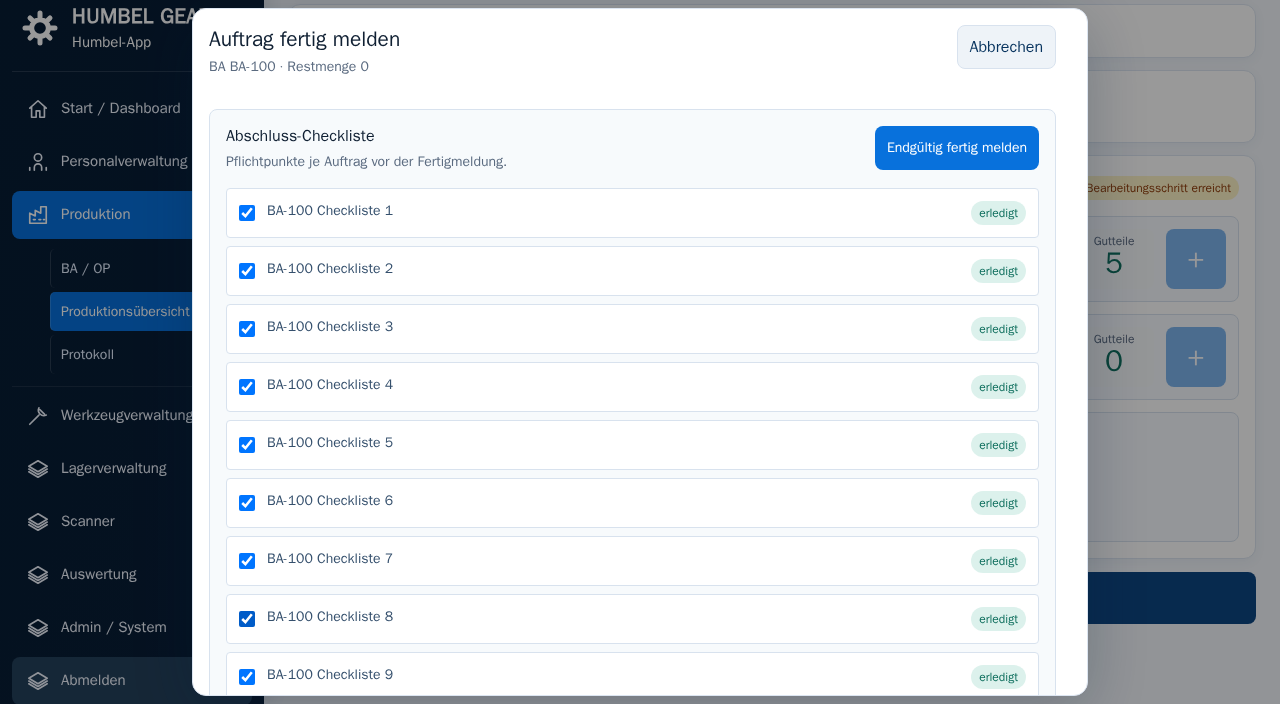 HUMBEL GEA
Humbel-App
Start / Dashboard
Personalverwaltung
Produktion
BA / OP
Produktionsübersicht
Protokoll
Werkzeugverwaltung
Lagerverwaltung
Scanner
Auswertung
Admin / System
Abmelden
Auftrag fertig melden
Abbrechen
BA BA-100 · Restmenge 0
Abschluss-Checkliste
Pflichtpunkte je Auftrag vor der Fertigmeldung.
Endgültig fertig melden
BA-100 Checkliste 1 erledigt
BA-100 Checkliste 2 erledigt
BA-100 Checkliste 3 erledigt
BA-100 Checkliste 4 erledigt
BA-100 Checkliste 5 erledigt
BA-100 Checkliste 6 erledigt
BA-100 Checkliste 7 erledigt
BA-100 Checkliste 8 erledigt
BA-100 Checkliste 9 erledigt
Bearbeitungsschritt erreicht
Gutteile
5
+
Gutteile
0
+